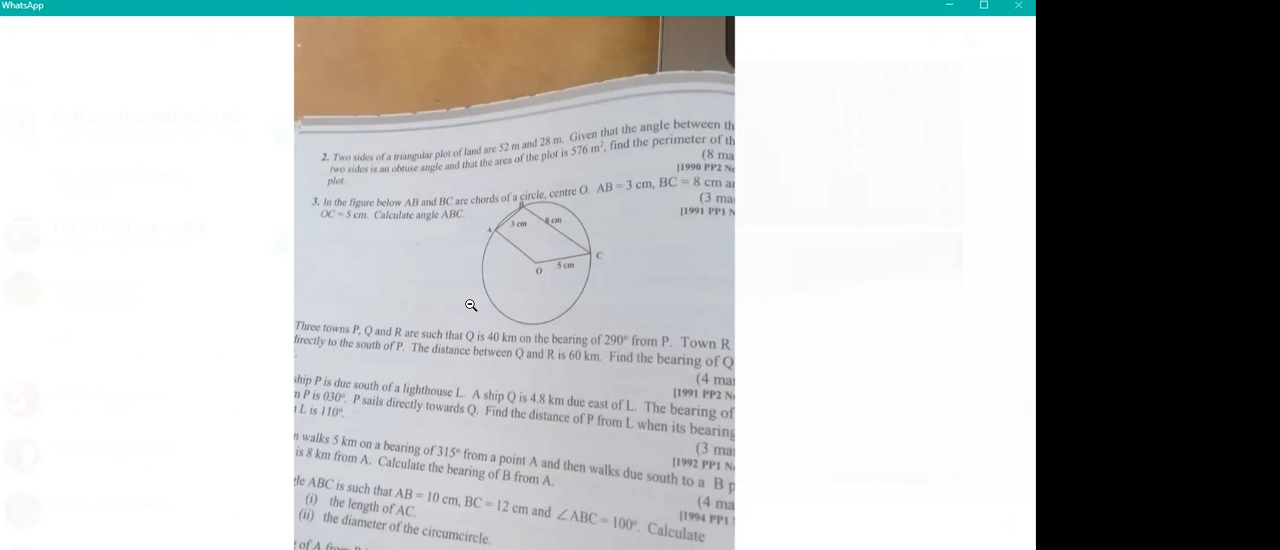 WhatsApp
2. Two sides of a triangular plot of land are 52 m and 28 m. Given that the angle between th
two sides is an obtuse angle and that the area of the plot is 576 m², find the perimeter of th
plot.
(8 ma
[1990 PP2 N
3. In the figure below AB and BC are chords of a circle, centre O. AB = 3 cm, BC = 8 cm a
OC = 5 cm. Calculate angle ABC.
(3 ma
[1991 PP1 N
B
A
3 cm
8 cm
C
O
5 cm
Three towns P, Q and R are such that Q is 40 km on the bearing of 290° from P. Town R
directly to the south of P. The distance between Q and R is 60 km. Find the bearing of Q
(4 ma
[1991 PP2 N
ship P is due south of a lighthouse L. A ship Q is 4.8 km due east of L. The bearing of
m P is 030°. P sails directly towards Q. Find the distance of P from L when its bearing
L is 110°.
(3 ma
[1992 PP1 N
n walks 5 km on a bearing of 315° from a point A and then walks due south to a B p
is 8 km from A. Calculate the bearing of B from A.
(4 ma
[1994 PP1
gle ABC is such that AB = 10 cm, BC = 12 cm and ∠ABC = 100°. Calculate
(i) the length of AC.
(ii) the diameter of the circumcircle.
of A from